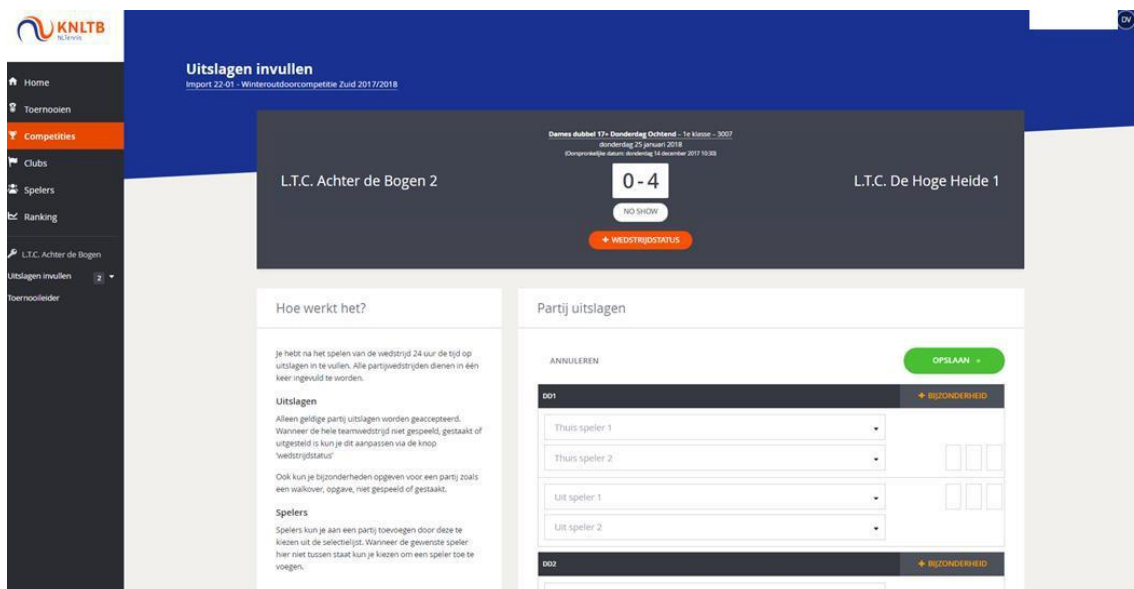 KNLTB
NLTennis
DV
Home
Toernooien
Competities
Clubs
Spelers
Ranking
L.T.C. Achter de Bogen
Uitslagen invullen 2
Toernooileider
Uitslagen invullen
Import 22-01 - Winteroutdoorcompetitie Zuid 2017/2018
Dames dubbel 17+ Donderdag Ochtend - 1e klasse - 3007
donderdag 25 januari 2018
(Oorspronkelijke datum: donderdag 14 december 2017 10:30)
L.T.C. Achter de Bogen 2
0 - 4
L.T.C. De Hoge Heide 1
NO SHOW
+ WEDSTRIJDSTATUS
Hoe werkt het?
Je hebt na het spelen van de wedstrijd 24 uur de tijd op
uitslagen in te vullen. Alle partijwedstrijden dienen in één
keer ingevuld te worden.
Uitslagen
Alleen geldige partij uitslagen worden geaccepteerd.
Wanneer de hele teamwedstrijd niet gespeeld, gestaakt of
uitgesteld is kun je dit aanpassen via de knop
'wedstrijdstatus'
Ook kun je bijzonderheden opgeven voor een partij zoals
een walkover, opgave, niet gespeeld of gestaakt.
Spelers
Spelers kun je aan een partij toevoegen door deze te
kiezen uit de selectielijst. Wanneer de gewenste speler
hier niet tussen staat kun je kiezen om een speler toe te
voegen.
Partij uitslagen
ANNULEREN
OPSLAAN
DD1
+ BIJZONDERHEID
Thuis speler 1
Thuis speler 2
Uit speler 1
Uit speler 2
DD2
+ BIJZONDERHEID